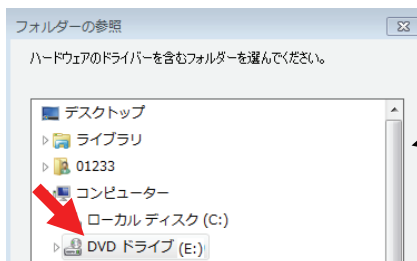 フォルダーの参照
ハードウェアのドライバーを含むフォルダーを選んでください。
デスクトップ
ライブラリ
01233
コンピューター
ローカル ディスク (C:)
DVD ドライブ (E:)